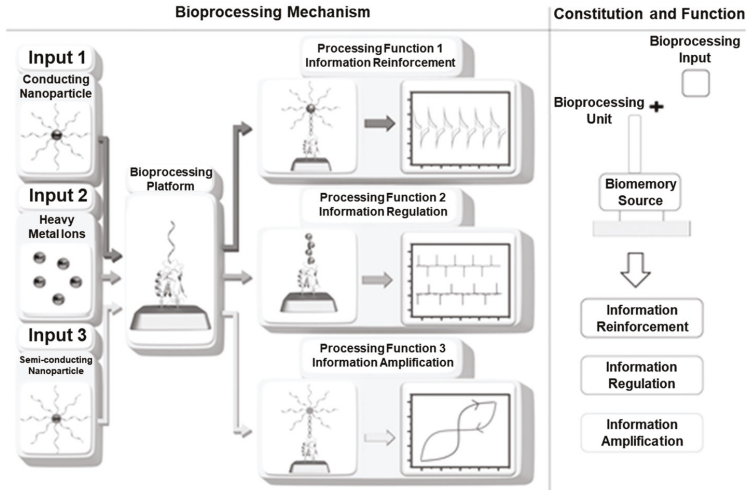 Bioprocessing Mechanism
Input 1
Conducting
Nanoparticle
Input 2
Heavy
Metal Ions
Input 3
Semi-conducting
Nanoparticle
Bioprocessing
Platform
Processing Function 1
Information Reinforcement
Processing Function 2
Information Regulation
Processing Function 3
Information Amplification
Constitution and Function
Bioprocessing
Input
Bioprocessing
Unit
+
Biomemory
Source
Information
Reinforcement
Information
Regulation
Information
Amplification